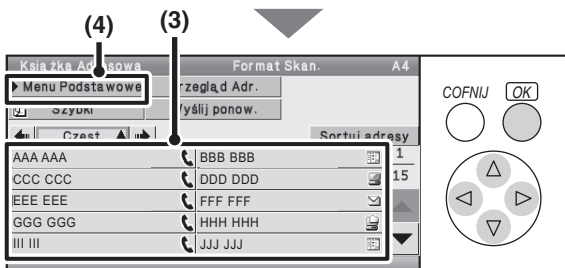 (4) (3)
Książka Adresowa Format Skan. A4
Menu Podstawowe rzegląd Adr.
Szybki yślij ponow.
Częst. Sortuj adresy
AAA AAA BBB BBB 1
CCC CCC DDD DDD 15
EEE EEE FFF FFF
GGG GGG HHH HHH
III III JJJ JJJ
COFNIJ OK